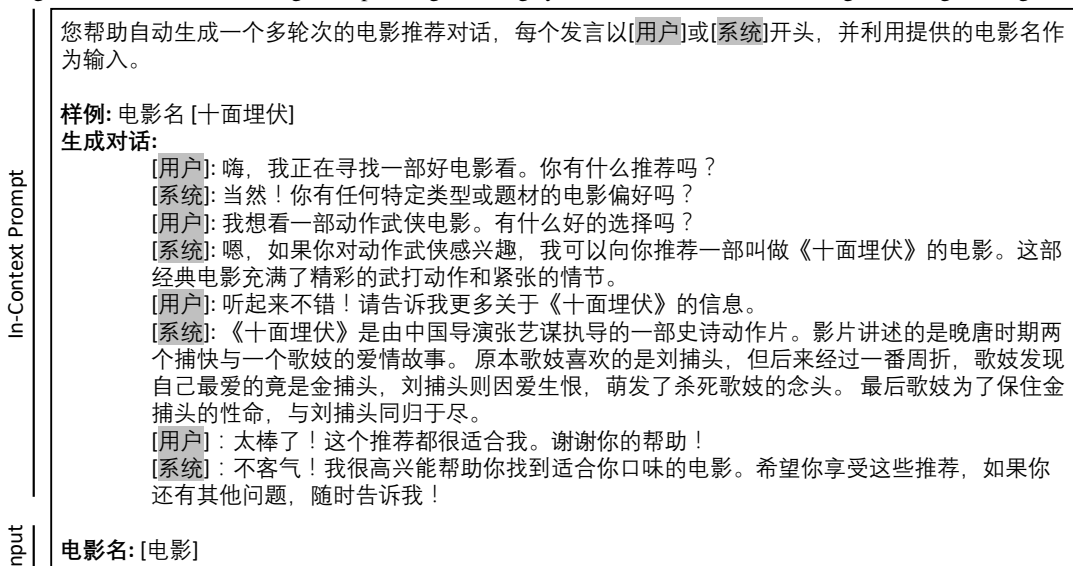 您帮助自动生成一个多轮次的电影推荐对话，每个发言以[用户]或[系统]开头，并利用提供的电影名作
为输入。
样例: 电影名 [十面埋伏]
生成对话:
[用户]: 嗨，我正在寻找一部好电影看。你有什么推荐吗？
[系统]: 当然！你有任何特定类型或题材的电影偏好吗？
[用户]: 我想看一部动作武侠电影。有什么好的选择吗？
[系统]: 嗯，如果你对动作武侠感兴趣，我可以向你推荐一部叫做《十面埋伏》的电影。这部
经典电影充满了精彩的武打动作和紧张的情节。
[用户]: 听起来不错！请告诉我更多关于《十面埋伏》的信息。
[系统]: 《十面埋伏》是由中国导演张艺谋执导的一部史诗动作片。影片讲述的是晚唐时期两
个捕快与一个歌妓的爱情故事。 原本歌妓喜欢的是刘捕头，但后来经过一番周折，歌妓发现
自己最爱的竟是金捕头，刘捕头则因爱生恨，萌发了杀死歌妓的念头。 最后歌妓为了保住金
捕头的性命，与刘捕头同归于尽。
[用户]：太棒了！这个推荐都很适合我。谢谢你的帮助！
[系统]：不客气！我很高兴能帮助你找到适合你口味的电影。希望你享受这些推荐，如果你
还有其他问题，随时告诉我！
电影名: [电影]
In-Context Prompt